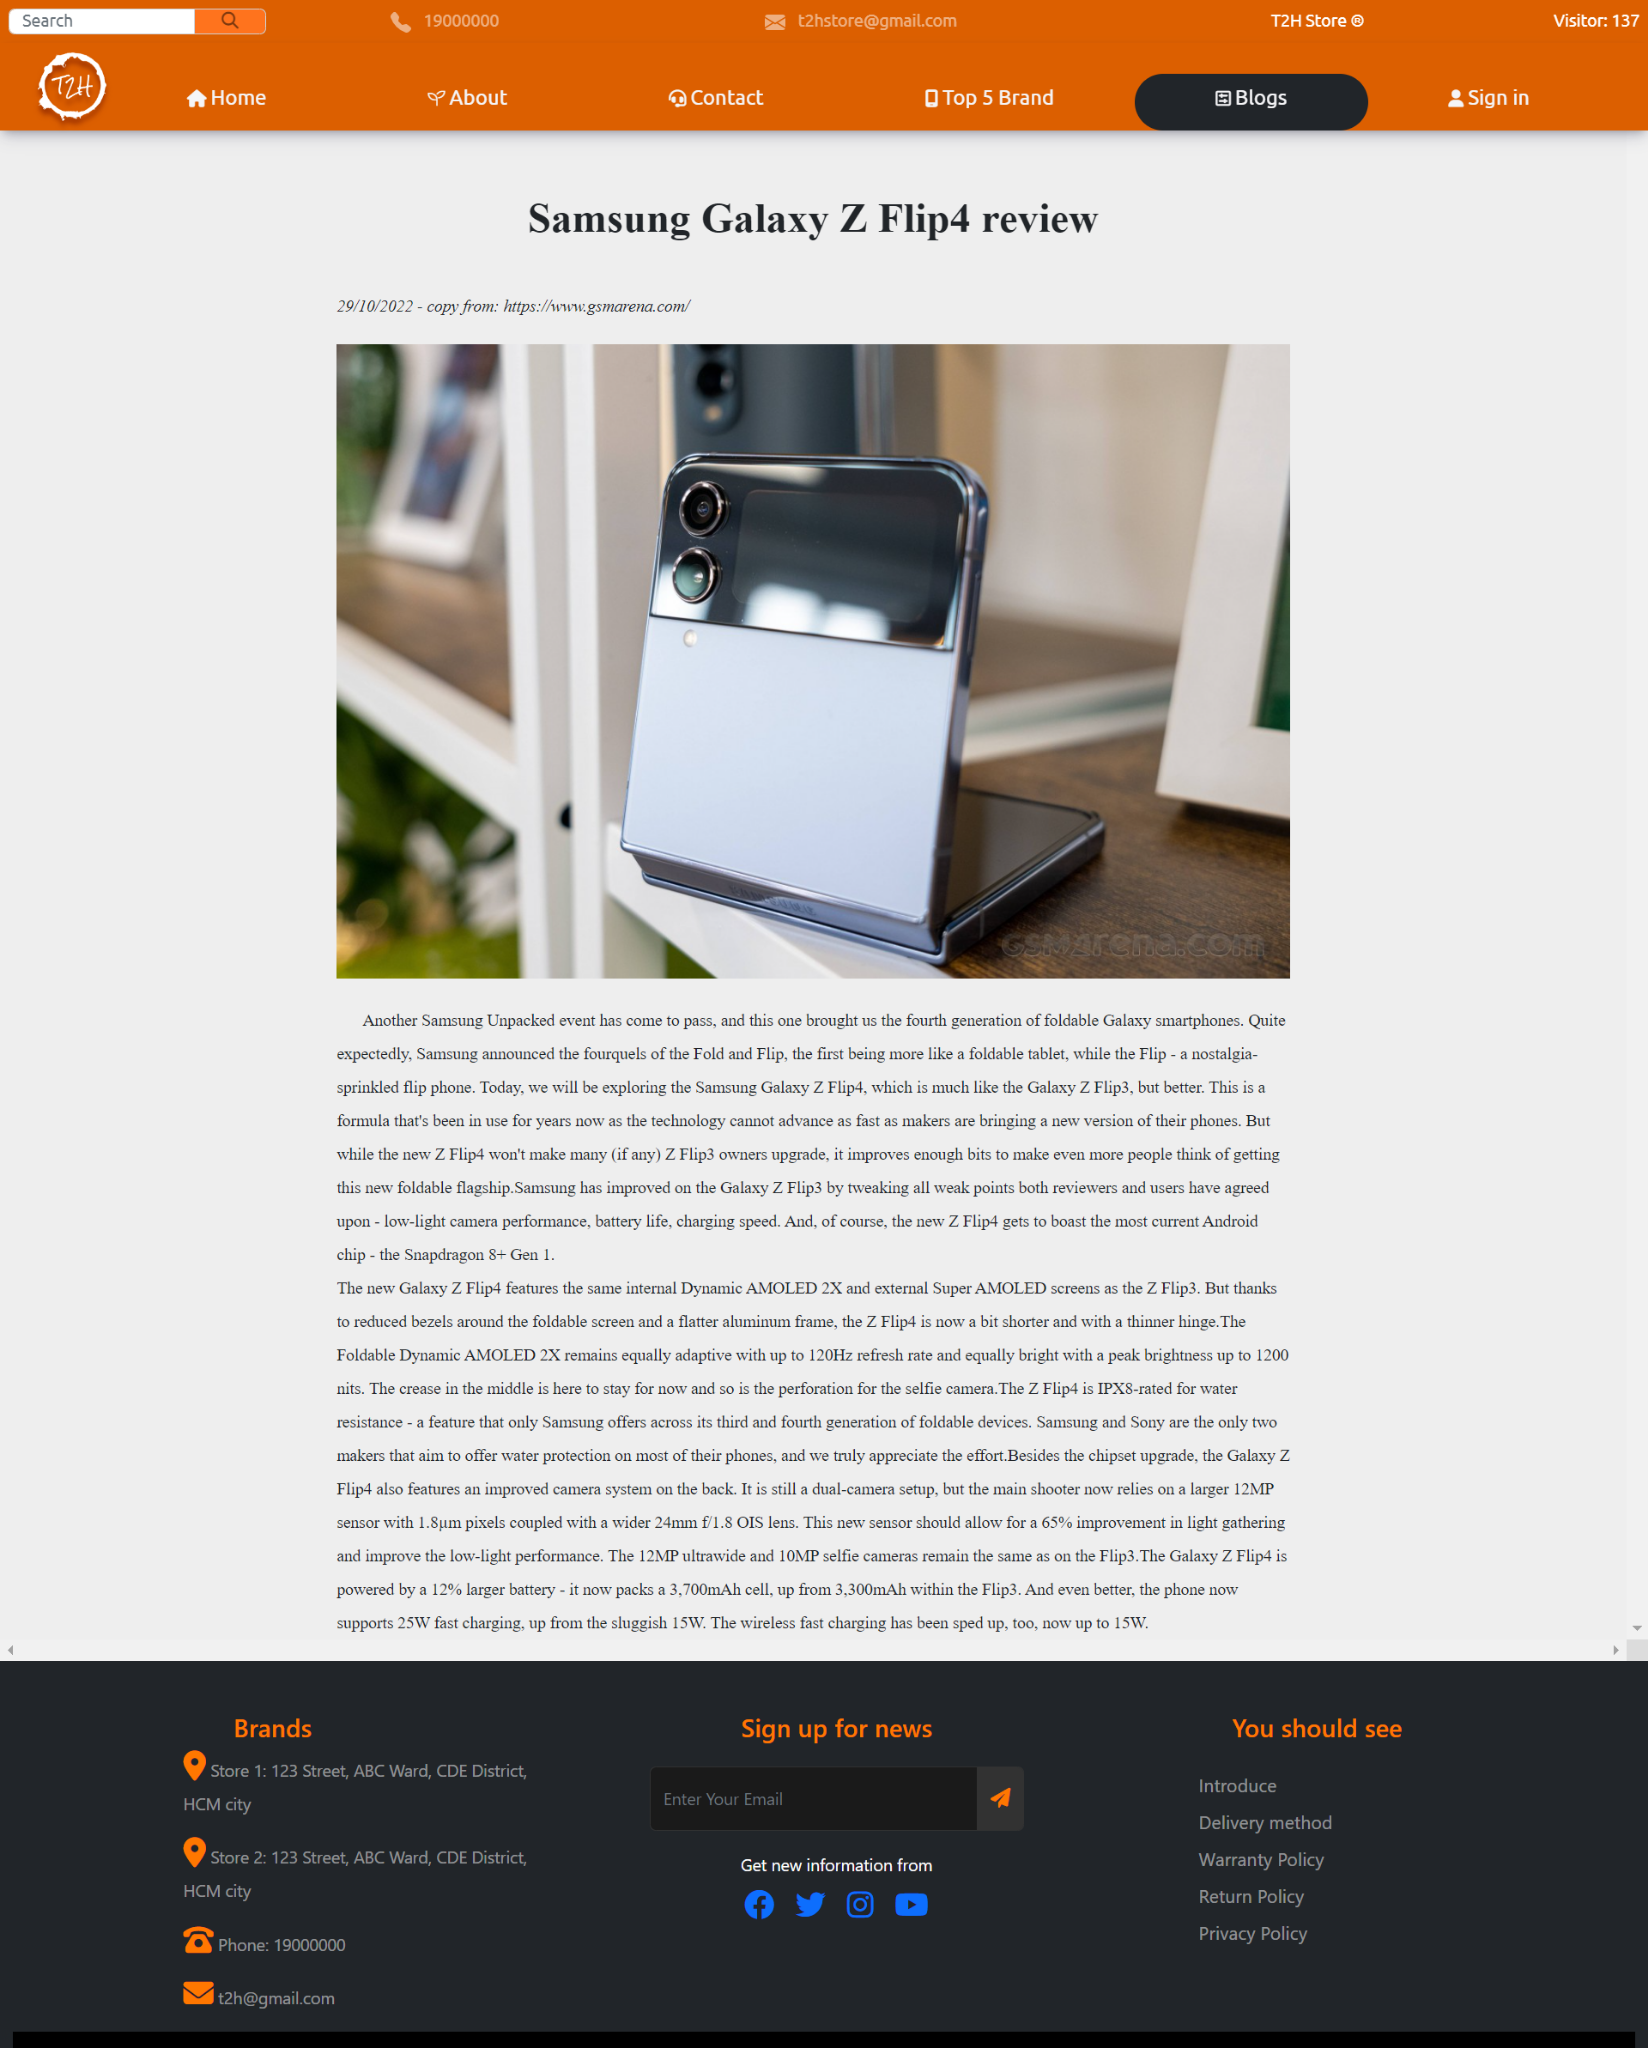 Search
19000000
t2hstore@gmail.com
T2H Store ®
Visitor: 137
T2H
Home
About
Contact
Top 5 Brand
Blogs
Sign in
Samsung Galaxy Z Flip4 review
29/10/2022 - copy from: https://www.gsmarena.com/
SAMSUNG
GSMArena.com
Another Samsung Unpacked event has come to pass, and this one brought us the fourth generation of foldable Galaxy smartphones. Quite
expectedly, Samsung announced the fourquels of the Fold and Flip, the first being more like a foldable tablet, while the Flip - a nostalgia-
sprinkled flip phone. Today, we will be exploring the Samsung Galaxy Z Flip4, which is much like the Galaxy Z Flip3, but better. This is a
formula that's been in use for years now as the technology cannot advance as fast as makers are bringing a new version of their phones. But
while the new Z Flip4 won't make many (if any) Z Flip3 owners upgrade, it improves enough bits to make even more people think of getting
this new foldable flagship.Samsung has improved on the Galaxy Z Flip3 by tweaking all weak points both reviewers and users have agreed
upon - low-light camera performance, battery life, charging speed. And, of course, the new Z Flip4 gets to boast the most current Android
chip - the Snapdragon 8+ Gen 1.
The new Galaxy Z Flip4 features the same internal Dynamic AMOLED 2X and external Super AMOLED screens as the Z Flip3. But thanks
to reduced bezels around the foldable screen and a flatter aluminum frame, the Z Flip4 is now a bit shorter and with a thinner hinge.The
Foldable Dynamic AMOLED 2X remains equally adaptive with up to 120Hz refresh rate and equally bright with a peak brightness up to 1200
nits. The crease in the middle is here to stay for now and so is the perforation for the selfie camera.The Z Flip4 is IPX8-rated for water
resistance - a feature that only Samsung offers across its third and fourth generation of foldable devices. Samsung and Sony are the only two
makers that aim to offer water protection on most of their phones, and we truly appreciate the effort.Besides the chipset upgrade, the Galaxy Z
Flip4 also features an improved camera system on the back. It is still a dual-camera setup, but the main shooter now relies on a larger 12MP
sensor with 1.8µm pixels coupled with a wider 24mm f/1.8 OIS lens. This new sensor should allow for a 65% improvement in light gathering
and improve the low-light performance. The 12MP ultrawide and 10MP selfie cameras remain the same as on the Flip3.The Galaxy Z Flip4 is
powered by a 12% larger battery - it now packs a 3,700mAh cell, up from 3,300mAh within the Flip3. And even better, the phone now
supports 25W fast charging, up from the sluggish 15W. The wireless fast charging has been sped up, too, now up to 15W.
Brands
Store 1: 123 Street, ABC Ward, CDE District,
HCM city
Store 2: 123 Street, ABC Ward, CDE District,
HCM city
Phone: 19000000
t2h@gmail.com
Sign up for news
Enter Your Email
Get new information from
You should see
Introduce
Delivery method
Warranty Policy
Return Policy
Privacy Policy